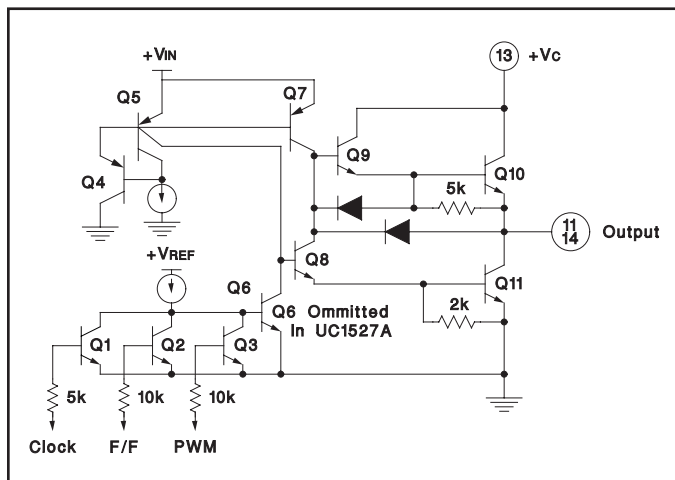 +VIN
13 +VC
Q5
Q7
Q9
Q4
Q10
5k
11
14 Output
+VREF
Q8
Q6
Q11
Q6 Ommitted
In UC1527A
2k
Q1 Q2 Q3
5k 10k 10k
Clock F/F PWM